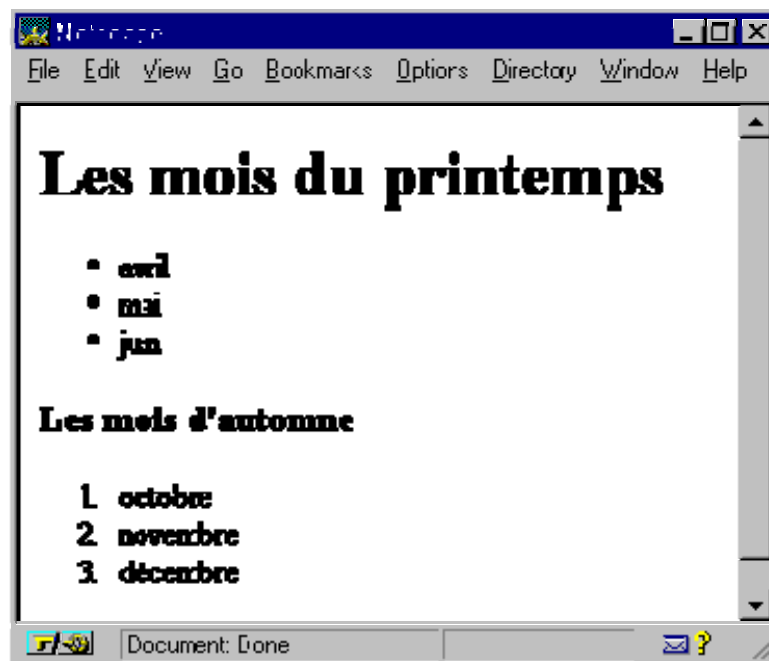 Netscape
File Edit View Go Bookmarks Options Directory Window Help
Les mois du printemps
• avril
• mai
• juin
Les mois d'automne
1. octobre
2. novembre
3. décembre
Document: Done